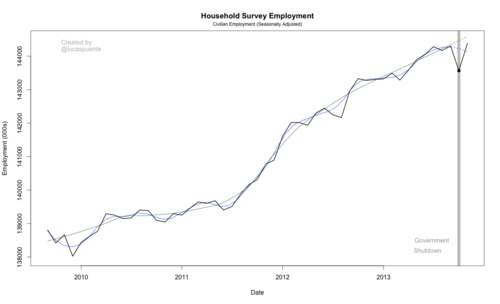 Household Survey Employment
Civilian Employment (Seasonally Adjusted)
Created by
@lucaspuente
Employment (000s)
144000
143000
142000
141000
140000
139000
138000
Government
Shutdown
2010
2011
2012
2013
Date